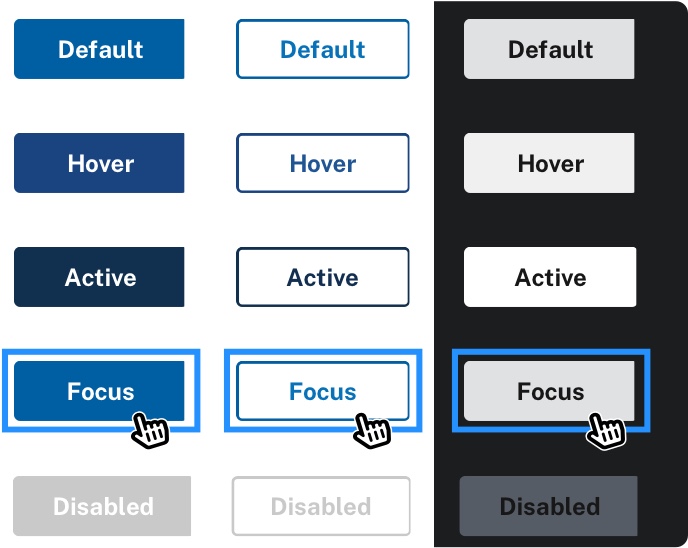 Default Default Default
Hover Hover Hover
Active Active Active
Focus Focus Focus
Disabled Disabled Disabled